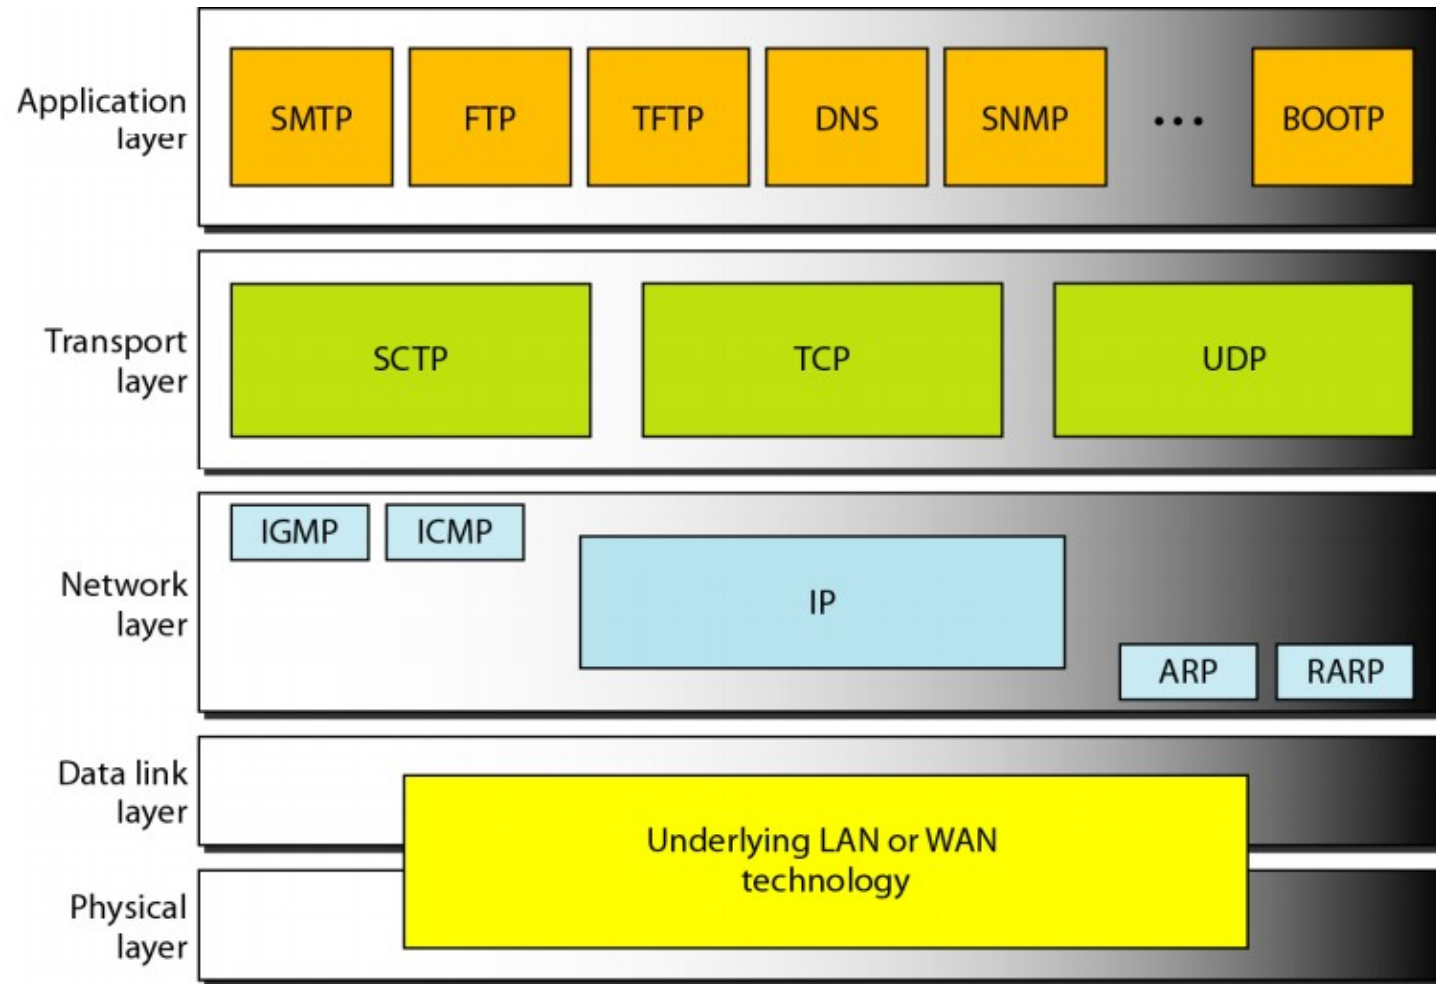 Application
layer
SMTP
FTP
TFTP
DNS
SNMP
...
BOOTP
Transport
layer
SCTP
TCP
UDP
Network
layer
IGMP
ICMP
IP
ARP
RARP
Data link
layer
Underlying LAN or WAN
technology
Physical
layer